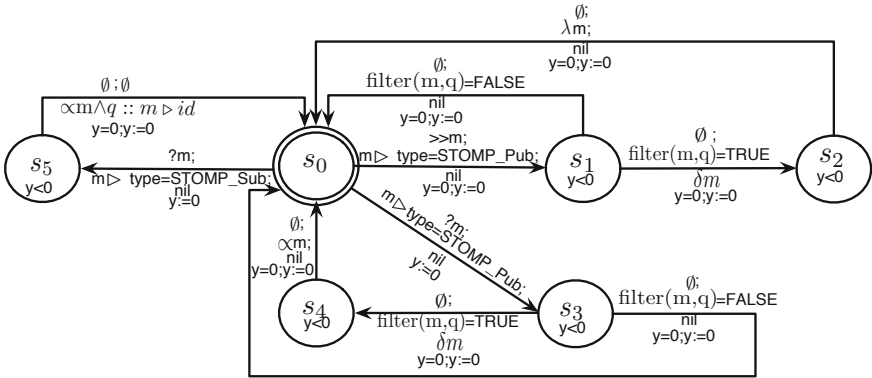 ∅;
λm;
nil
y=0;y:=0
∅;∅
∝m∧q :: m ▷ id
y=0;y:=0
∅;
filter(m,q)=FALSE
nil
y=0;y:=0
s5
y<0
?m;
m▷ type=STOMP_Sub;
nil
y:=0
s0
>>m;
m▷ type=STOMP_Pub;
nil
y=0;y:=0
s1
y<0
∅ ;
filter(m,q)=TRUE
δm
y=0;y:=0
s2
y<0
∅;
∝m;
nil
y=0;y:=0
?m;
m▷type=STOMP_Pub;
nil
y:=0
s4
y<0
∅;
filter(m,q)=TRUE
δm
y=0;y:=0
s3
y<0
∅;
filter(m,q)=FALSE
nil
y=0;y:=0